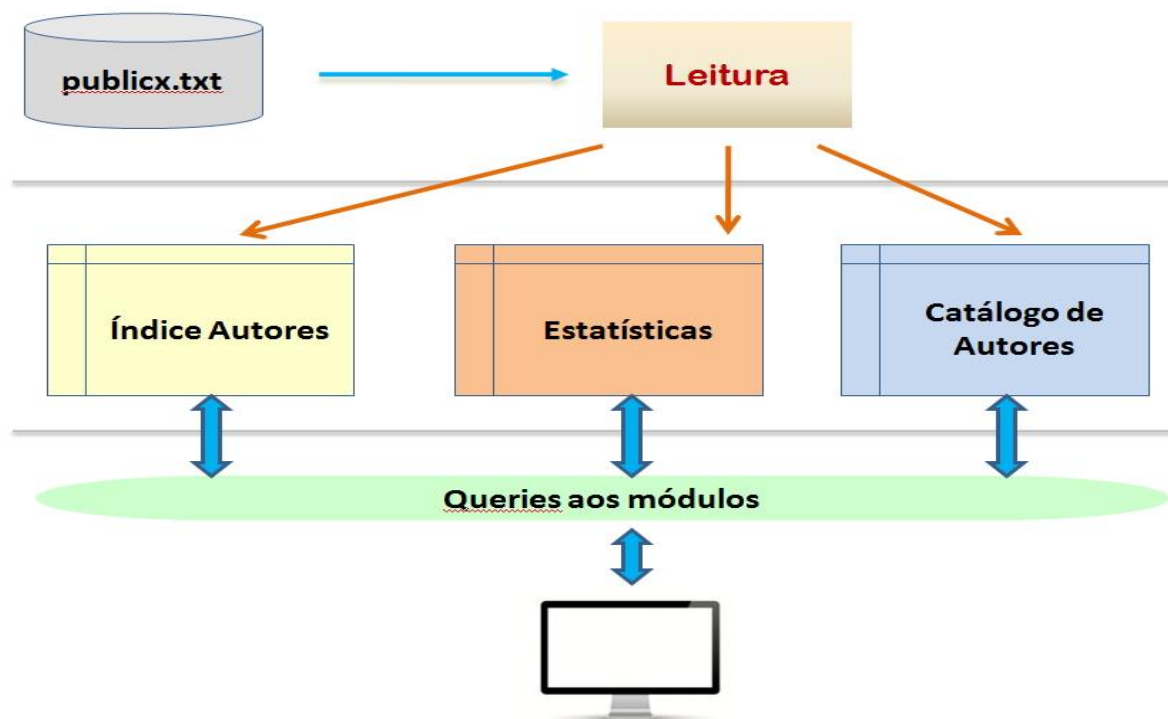 publicx.txt
Leitura
Índice Autores
Estatísticas
Catálogo de
Autores
Queries aos módulos